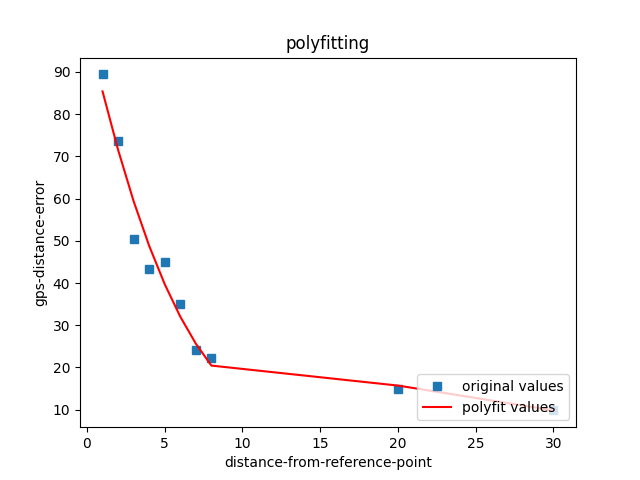 polyfitting
90
80
70
60
50
40
30
20
10
gps-distance-error
original values
polyfit values
0 5 10 15 20 25 30
distance-from-reference-point